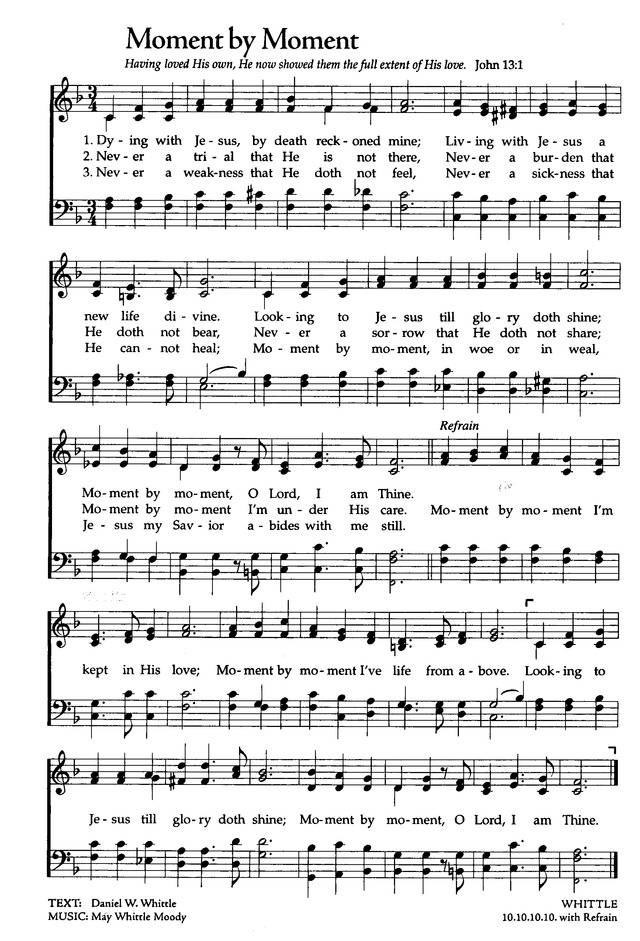 Moment by Moment
Having loved His own, He now showed them the full extent of His love. John 13:1
1. Dy - ing with Je - sus, by death reck - oned mine; Liv - ing with Je - sus a
2. Nev - er a tri - al that He is not there, Nev - er a bur - den that
3. Nev - er a weak-ness that He doth not feel, Nev - er a sick-ness that
new life di - vine. Look - ing to Je - sus till glo - ry doth shine;
He doth not bear, Nev - er a sor - row that He doth not share;
He can - not heal; Mo - ment by mo-ment, in woe or in weal,
Refrain
Mo-ment by mo-ment, O Lord, I am Thine.
Mo-ment by mo-ment I'm un - der His care. Mo-ment by mo-ment I'm
Je - sus my Sav - ior a - bides with me still.
kept in His love; Mo-ment by mo-ment I've life from a - bove. Look-ing to
Je - sus till glo - ry doth shine; Mo-ment by mo-ment, O Lord, I am Thine.
TEXT: Daniel W. Whittle WHITTLE
MUSIC: May Whittle Moody 10.10.10.10. with Refrain